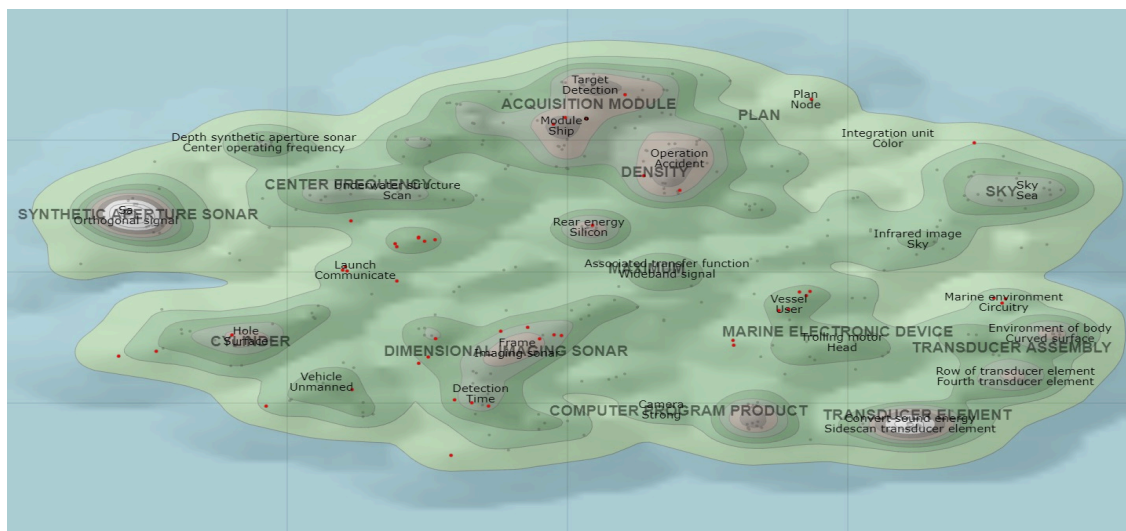 Target
Detection
ACQUISITION MODULE
Plan
Node
PLAN
Module
Ship
Integration unit
Color
Depth synthetic aperture sonar
Center operating frequency
Operation
Accident
DENSITY
CENTER FREQUENCY
Underwater structure
Scan
SKY
Sky
Sea
SYNTHETIC APERTURE SONAR
Orthogonal signal
Rear energy
Silicon
Infrared image
Sky
Launch
Communicate
MAXIMUM
Associated transfer function
Wideband signal
Vessel
User
Marine environment
Circuitry
Hole
Surface
CYLINDER
MARINE ELECTRONIC DEVICE
Trolling motor
Head
Environment of body
Curved surface
TRANSDUCER ASSEMBLY
Frame
DIMENSIONAL IMAGING SONAR
Imaging sonar
Vehicle
Unmanned
Row of transducer element
Fourth transducer element
Detection
Time
Camera
Strong
COMPUTER PROGRAM PRODUCT
TRANSDUCER ELEMENT
Convert sound energy
Sidescan transducer element